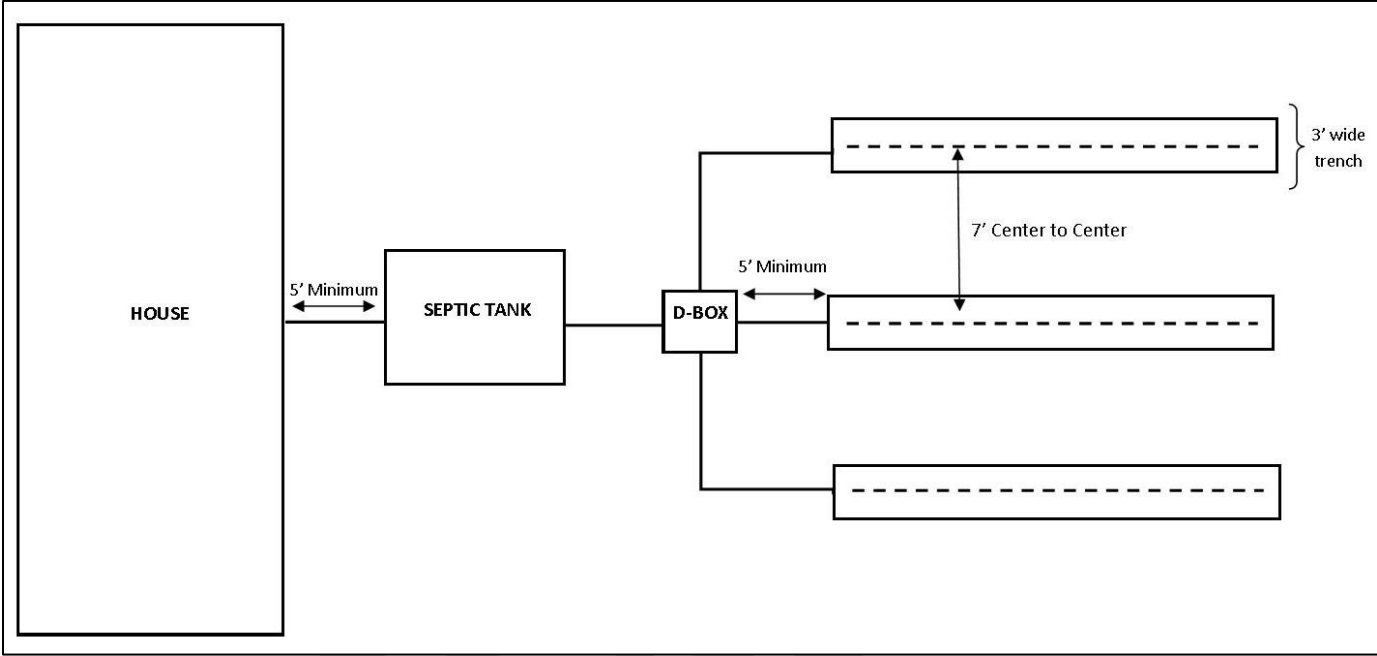 3’ wide
trench
7’ Center to Center
5’ Minimum
5’ Minimum
HOUSE
SEPTIC TANK
D-BOX